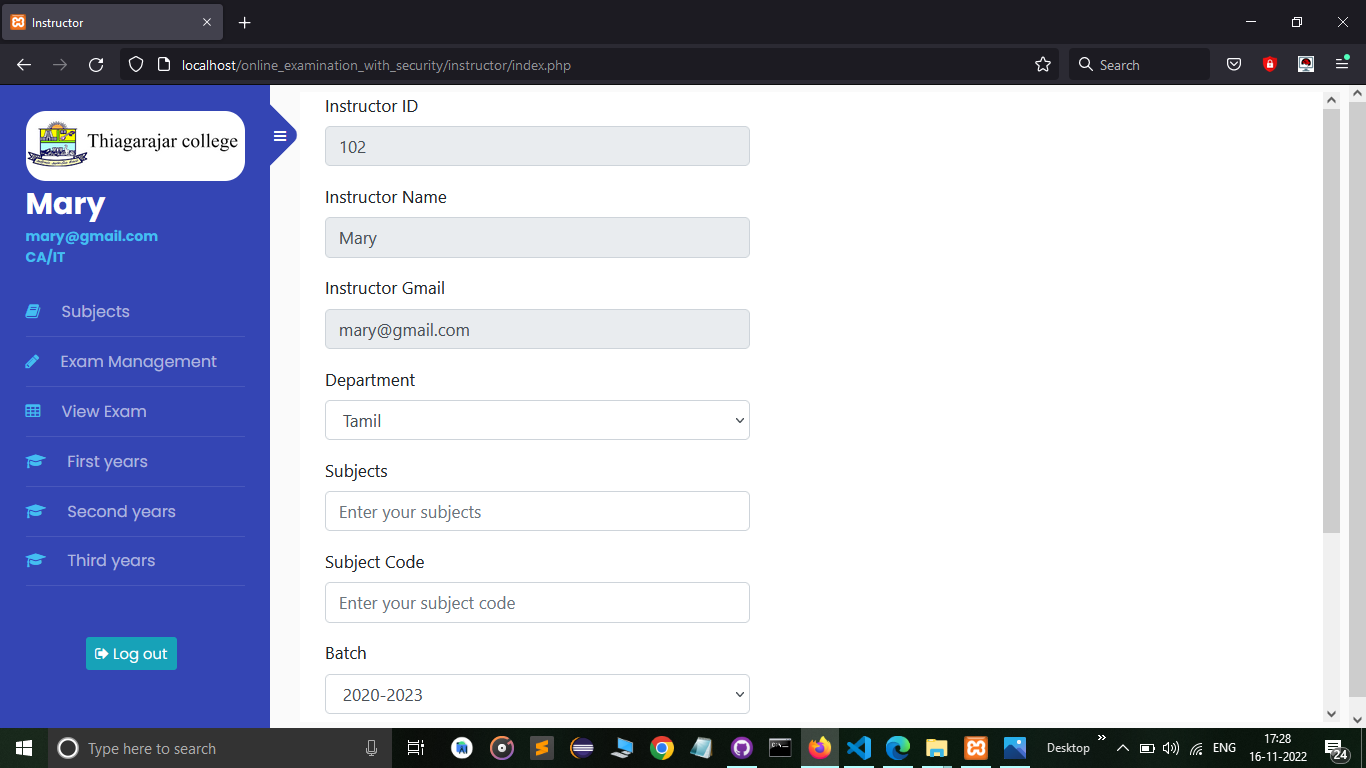 Instructor
localhost/online_examination_with_security/instructor/index.php
Search
Thiagarajar college
Mary
mary@gmail.com
CA/IT
Subjects
Exam Management
View Exam
First years
Second years
Third years
Log out
Instructor ID
102
Instructor Name
Mary
Instructor Gmail
mary@gmail.com
Department
Tamil
Subjects
Enter your subjects
Subject Code
Enter your subject code
Batch
2020-2023
Type here to search
Desktop
ENG
17:28
16-11-2022
24